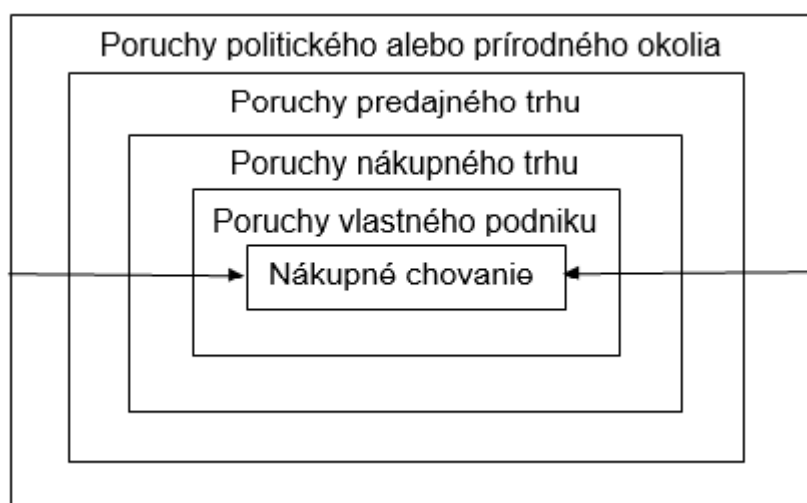 Poruchy politického alebo prírodného okolia
Poruchy predajného trhu
Poruchy nákupného trhu
Poruchy vlastného podniku
Nákupné chovanie